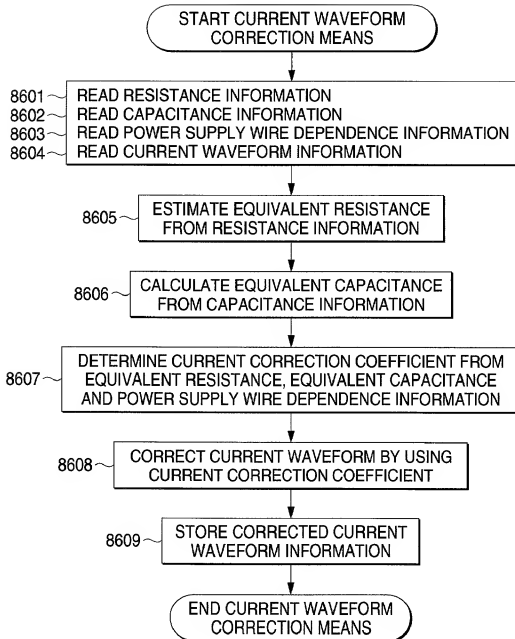 START CURRENT WAVEFORM
CORRECTION MEANS
8601 READ RESISTANCE INFORMATION
8602 READ CAPACITANCE INFORMATION
8603 READ POWER SUPPLY WIRE DEPENDENCE INFORMATION
8604 READ CURRENT WAVEFORM INFORMATION
8605
ESTIMATE EQUIVALENT RESISTANCE
FROM RESISTANCE INFORMATION
8606
CALCULATE EQUIVALENT CAPACITANCE
FROM CAPACITANCE INFORMATION
8607
DETERMINE CURRENT CORRECTION COEFFICIENT FROM
EQUIVALENT RESISTANCE, EQUIVALENT CAPACITANCE
AND POWER SUPPLY WIRE DEPENDENCE INFORMATION
8608
CORRECT CURRENT WAVEFORM BY USING
CURRENT CORRECTION COEFFICIENT
8609
STORE CORRECTED CURRENT
WAVEFORM INFORMATION
END CURRENT WAVEFORM
CORRECTION MEANS